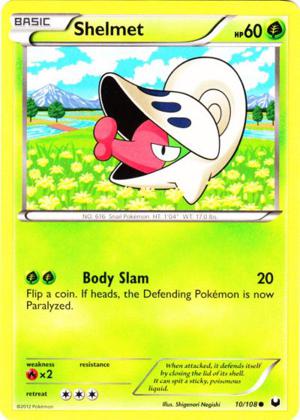 BASIC
Shelmet HP60
NO. 616 Snail Pokémon. HT. 1'04" WT. 17.0 lbs.
Body Slam 20
Flip a coin. If heads, the Defending Pokémon is now
Paralyzed.
weakness resistance
×2
retreat
When attacked, it defends itself
by closing the lid of its shell.
It can spit a sticky, poisonous
liquid.
©2012 Pokémon
Illus. Shigenori Negishi
10/108